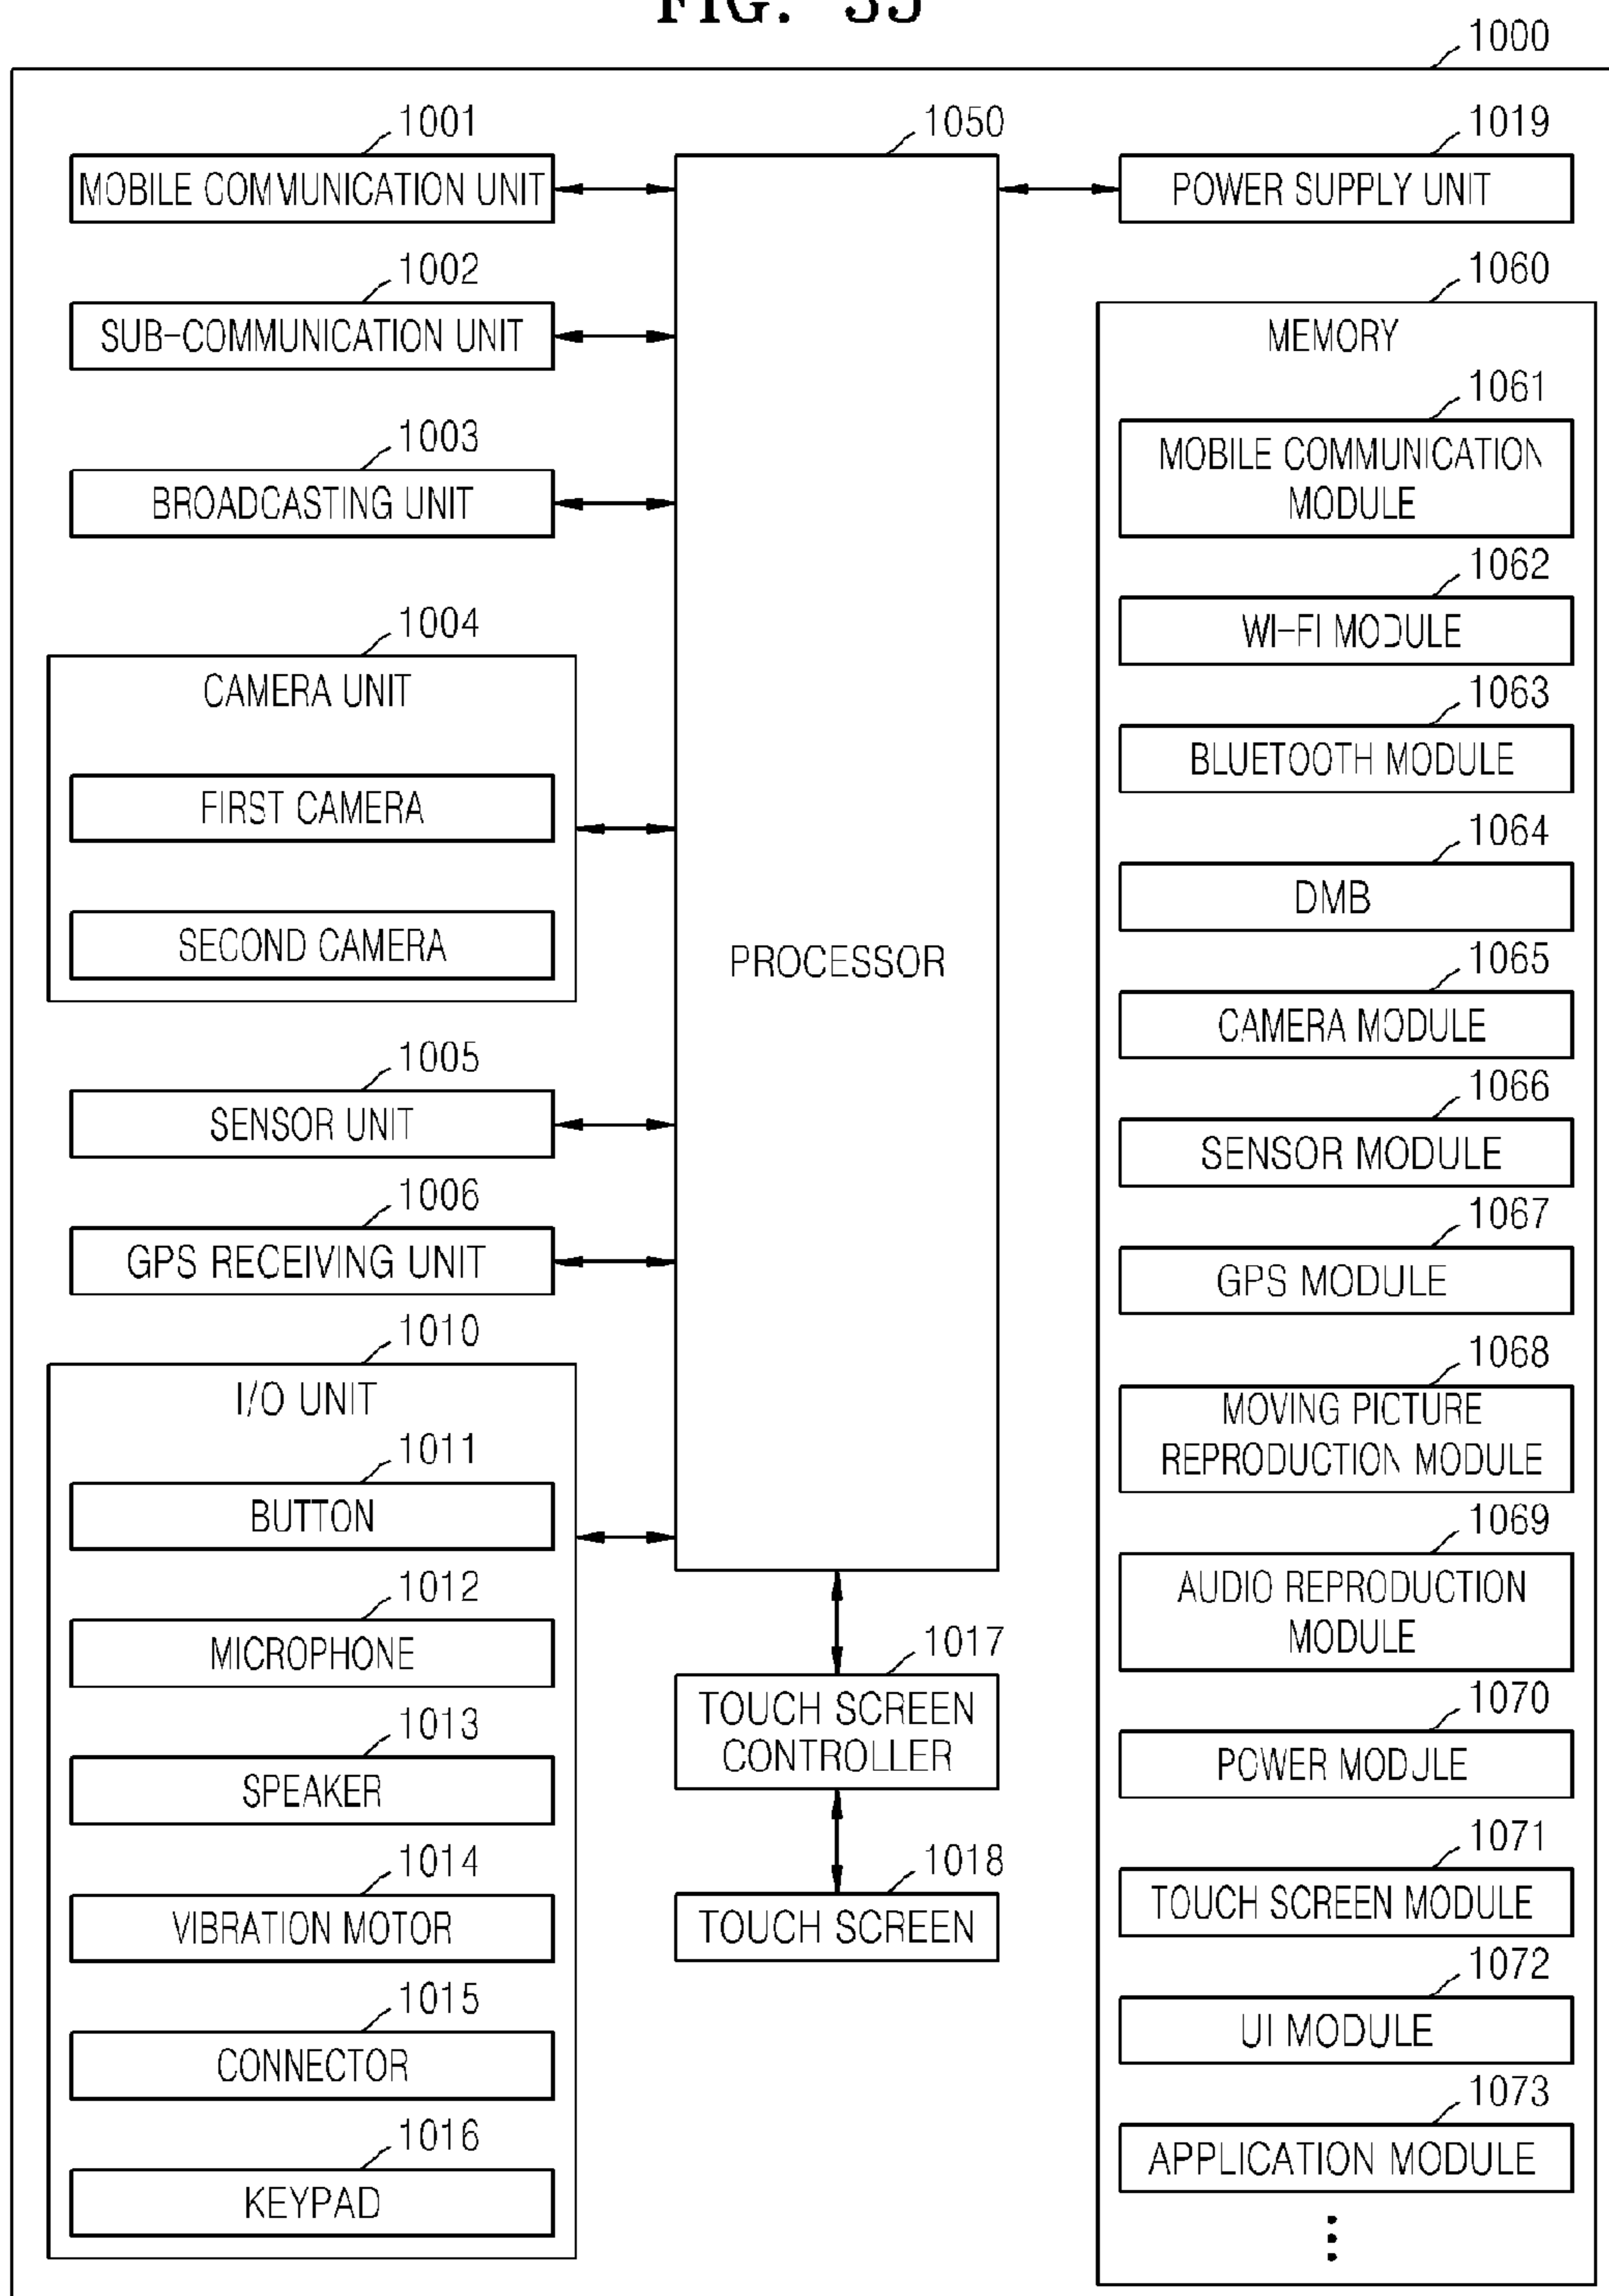 FIG.
1000
1001
MOBILE COMMUNICATION UNIT
1002
SUB-COMMUNICATION UNIT
1003
BROADCASTING UNIT
1004
CAMERA UNIT
FIRST CAMERA
SECOND CAMERA
1005
SENSOR UNIT
1006
GPS RECEIVING UNIT
1010
I/O UNIT
1011
BUTTON
1012
MICROPHONE
1013
SPEAKER
1014
VIBRATION MOTOR
1015
CONNECTOR
1016
KEYPAD
1050
PROCESSOR
1017
TOUCH SCREEN
CONTROLLER
1018
TOUCH SCREEN
1019
POWER SUPPLY UNIT
1060
MEMORY
1061
MOBILE COMMUNICATION
MODULE
1062
WI-FI MODULE
1063
BLUETOOTH MODULE
1064
DMB
1065
CAMERA MODULE
1066
SENSOR MODULE
1067
GPS MODULE
1068
MOVING PICTURE
REPRODUCTION MODULE
1069
AUDIO REPRODUCTION
MODULE
1070
POWER MODULE
1071
TOUCH SCREEN MODULE
1072
UI MODULE
1073
APPLICATION MODULE